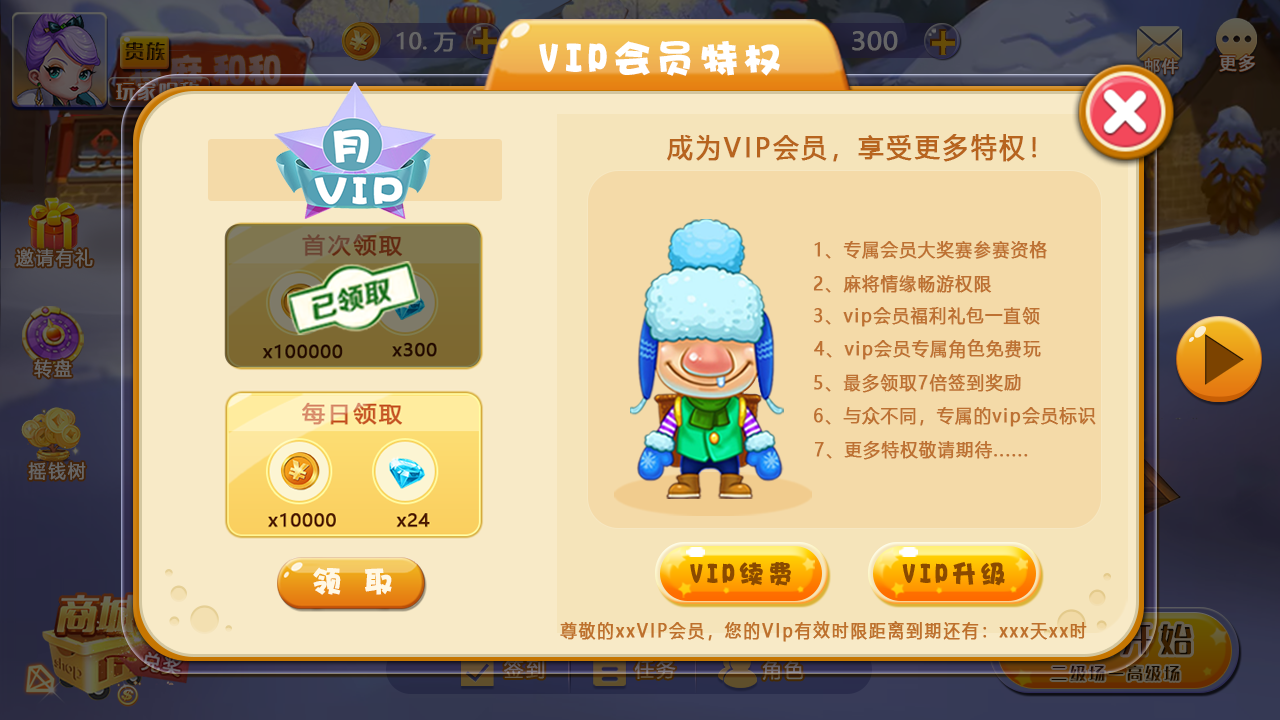 贵族
10.万
300
邮件
更多
VIP会员特权
月
VIP
成为VIP会员，享受更多特权！
首次领取
已领取
x100000
x300
每日领取
x10000
x24
领取
1、专属会员大奖赛参赛资格
2、麻将情缘畅游权限
3、vip会员福利礼包一直领
4、vip会员专属角色免费玩
5、最多领取7倍签到奖励
6、与众不同，专属的vip会员标识
7、更多特权敬请期待......
VIP续费
VIP升级
尊敬的xxVIP会员，您的VIp有效时限距离到期还有：xxx天xx时
邀请有礼
转盘
摇钱树
商城
shop
兑奖
签到
任务
角色
开始
二级场—高级场